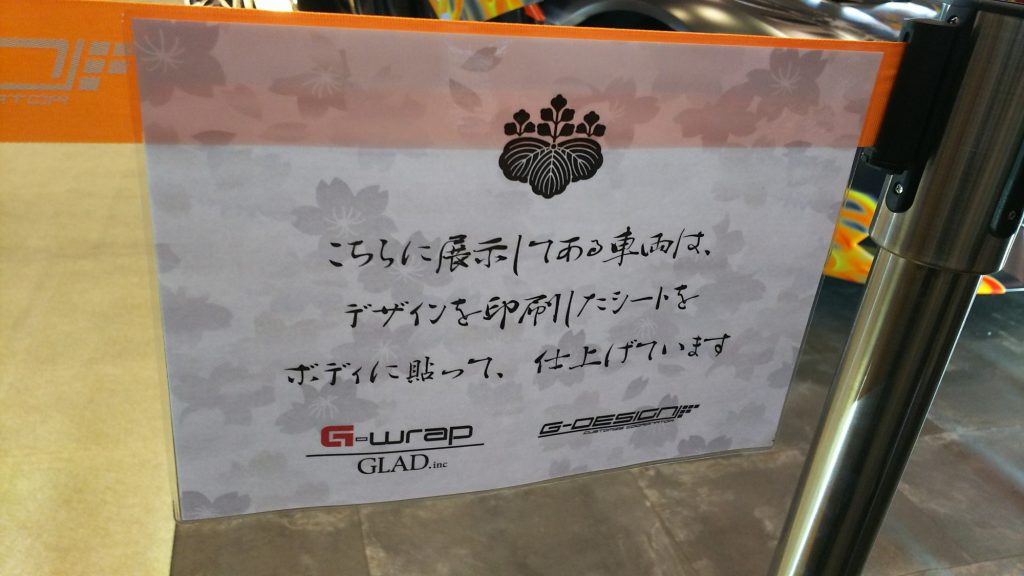 こちらに展示してある車両は、
デザインを印刷したシートを
ボディに貼って、仕上げています
G-wrap
GLAD.inc
G-DESIGN